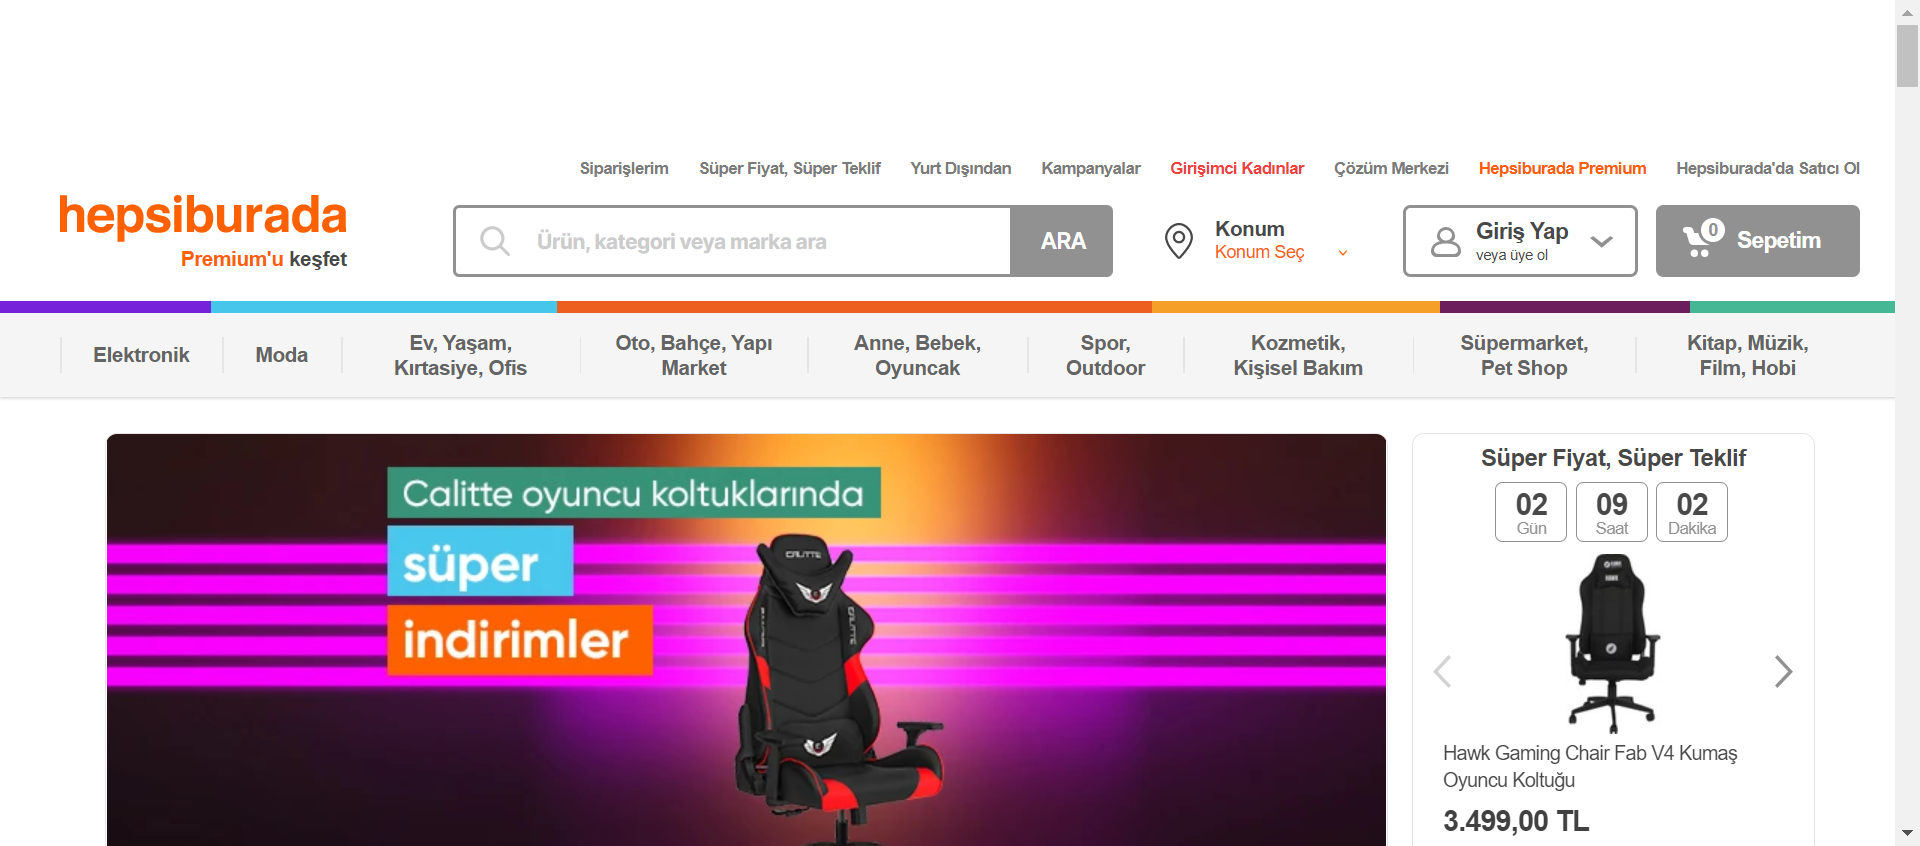 Siparişlerim Süper Fiyat, Süper Teklif Yurt Dışından Kampanyalar Girişimci Kadınlar Çözüm Merkezi Hepsiburada Premium Hepsiburada'da Satıcı Ol
hepsiburada
Premium'u keşfet
Ürün, kategori veya marka ara
ARA
Konum
Konum Seç
Giriş Yap
veya üye ol
0
Sepetim
Elektronik
Moda
Ev, Yaşam,
Kırtasiye, Ofis
Oto, Bahçe, Yapı
Market
Anne, Bebek,
Oyuncak
Spor,
Outdoor
Kozmetik,
Kişisel Bakım
Süpermarket,
Pet Shop
Kitap, Müzik,
Film, Hobi
Calitte oyuncu koltuklarında
süper
indirimler
CALITTE
CALITTE
Süper Fiyat, Süper Teklif
02 09 02
Gün Saat Dakika
HAWK
Hawk Gaming Chair Fab V4 Kumaş
Oyuncu Koltuğu
3.499,00 TL